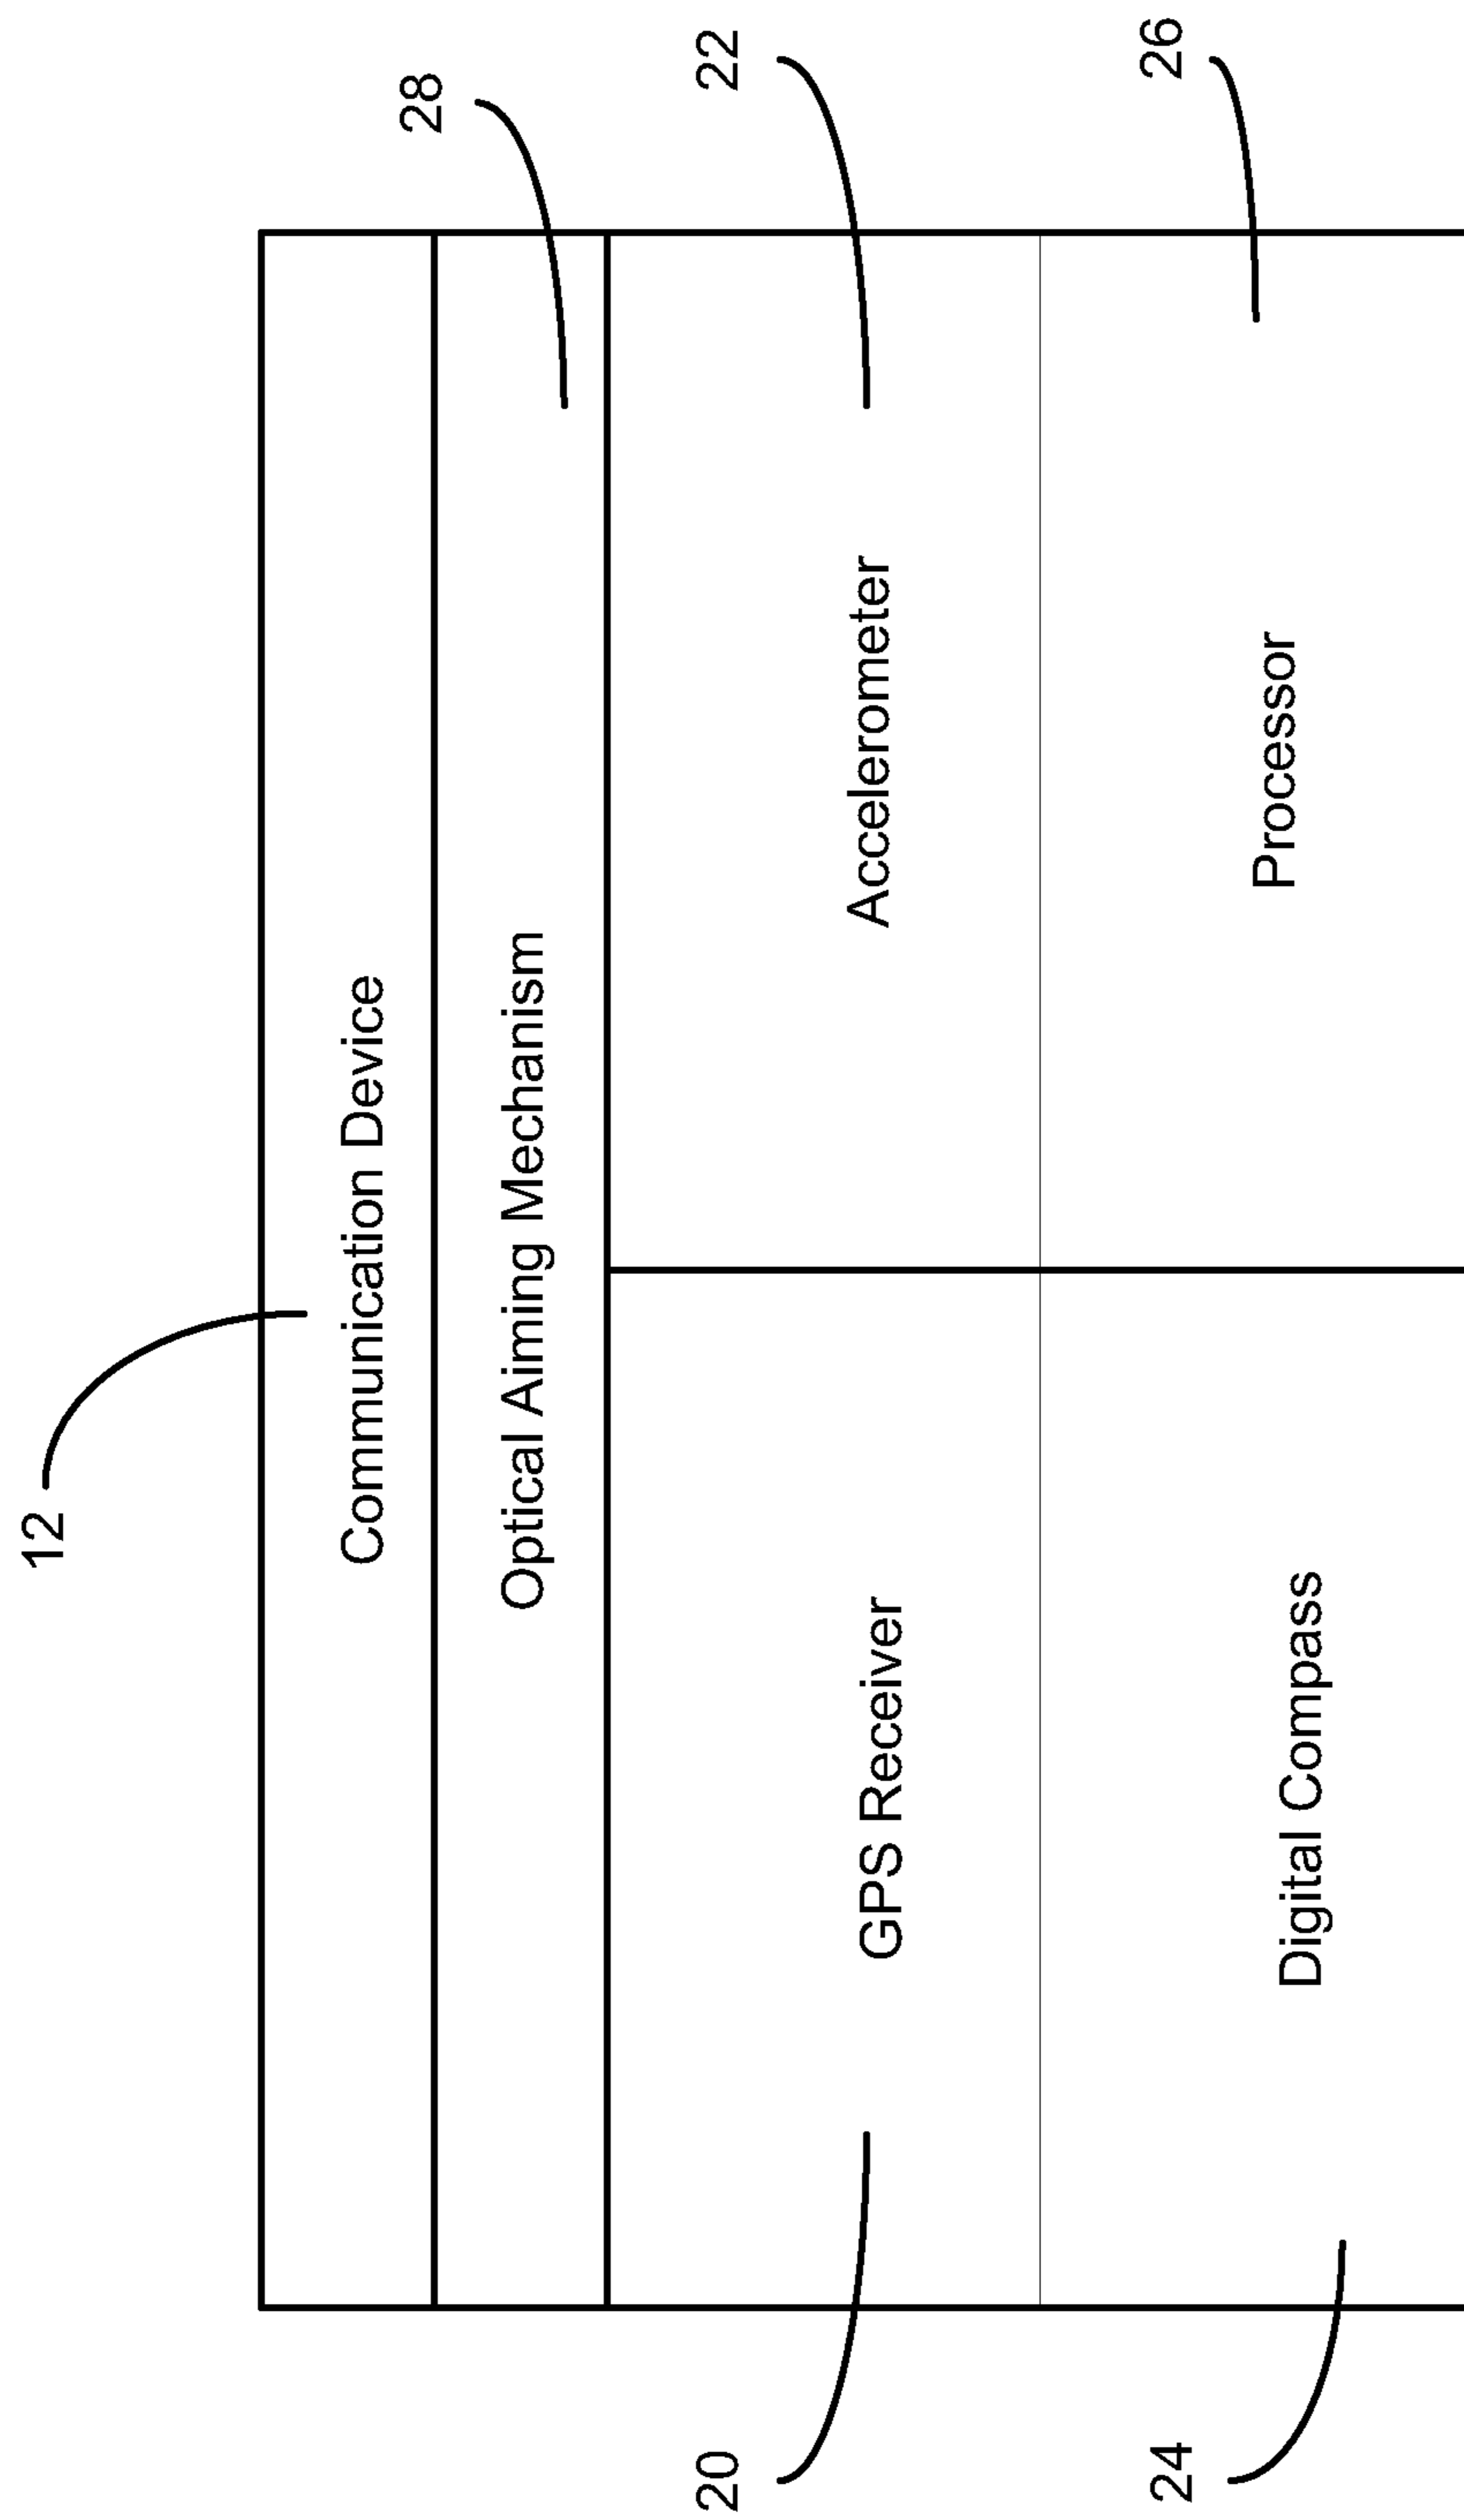 12
Communication Device
28
Optical Aiming Mechanism
20
22
GPS Receiver
Accelerometer
24
26
Digital Compass
Processor